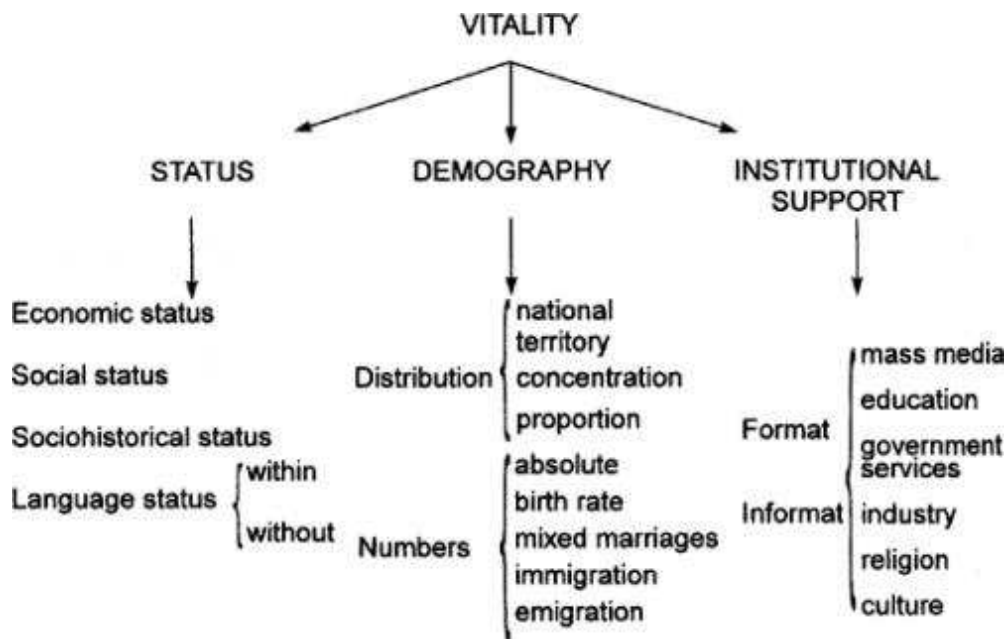 VITALITY
STATUS
Economic status
Social status
Sociohistorical status
Language status
within
without
DEMOGRAPHY
Distribution
national
territory
concentration
proportion
Numbers
absolute
birth rate
mixed marriages
immigration
emigration
INSTITUTIONAL
SUPPORT
Format
Informat
mass media
education
government
services
industry
religion
culture